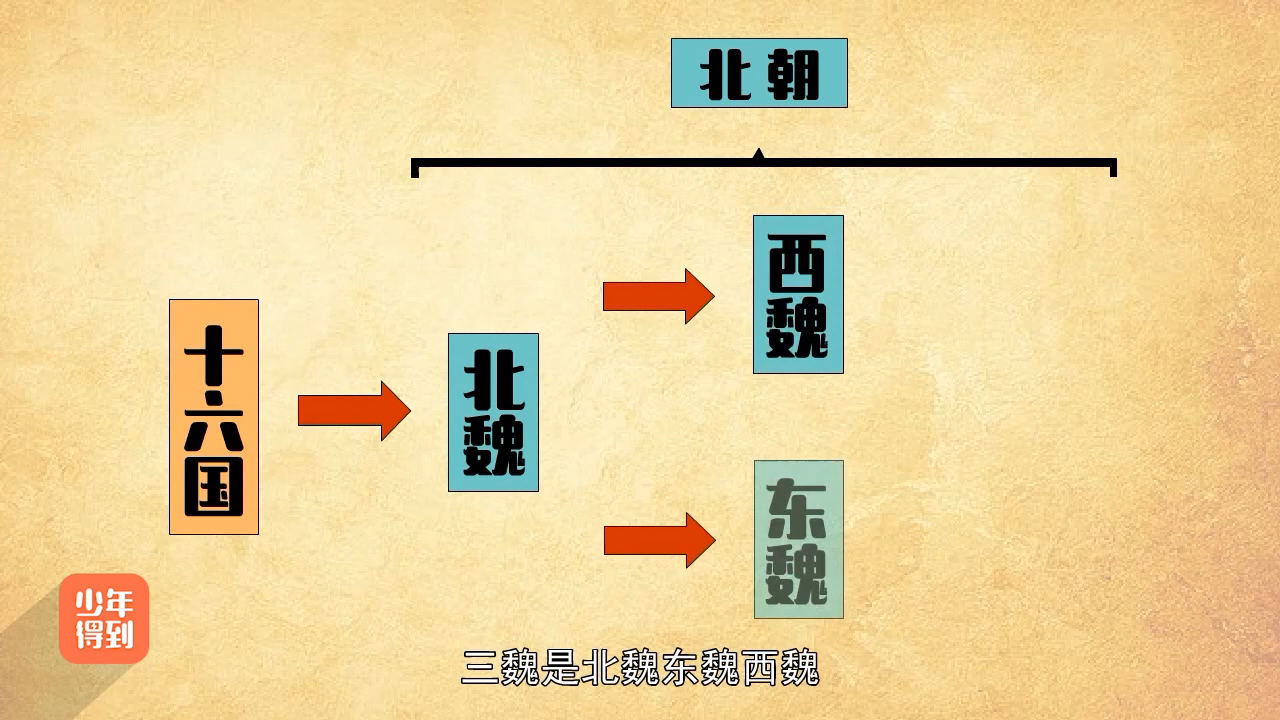 北朝
西魏
十六国
北魏
东魏
少年
得到
三魏是北魏东魏西魏